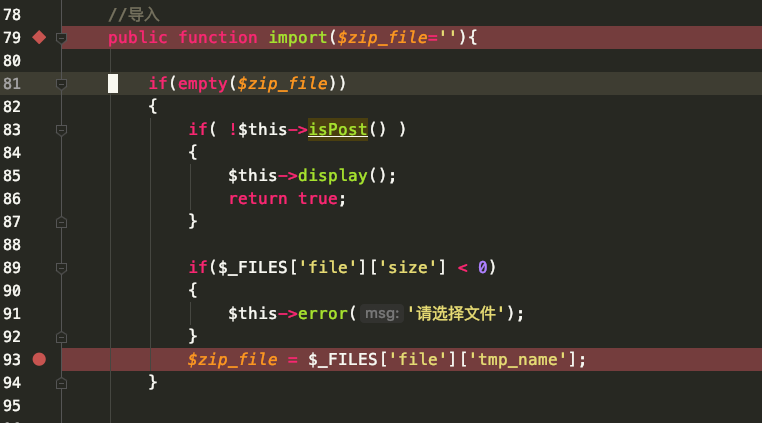 78 //导入
79 public function import($zip_file=''){
80
81 if(empty($zip_file))
82 {
83 if( !$this->isPost() )
84 {
85 $this->display();
86 return true;
87 }
88
89 if($_FILES['file']['size'] < 0)
90 {
91 $this->error( msg: '请选择文件');
92 }
93 $zip_file = $_FILES['file']['tmp_name'];
94 }
95